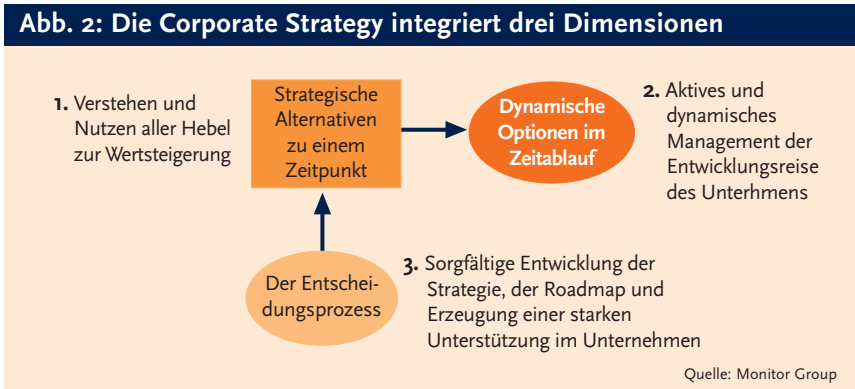 Abb. 2: Die Corporate Strategy integriert drei Dimensionen
1. Verstehen und
Nutzen aller Hebel
zur Wertsteigerung
Strategische
Alternativen
zu einem
Zeitpunkt
Dynamische
Optionen im
Zeitablauf
2. Aktives und
dynamisches
Management der
Entwicklungsreise
des Unterhmens
Der Entschei-
dungsprozess
3. Sorgfältige Entwicklung der
Strategie, der Roadmap und
Erzeugung einer starken
Unterstützung im Unternehmen
Quelle: Monitor Group